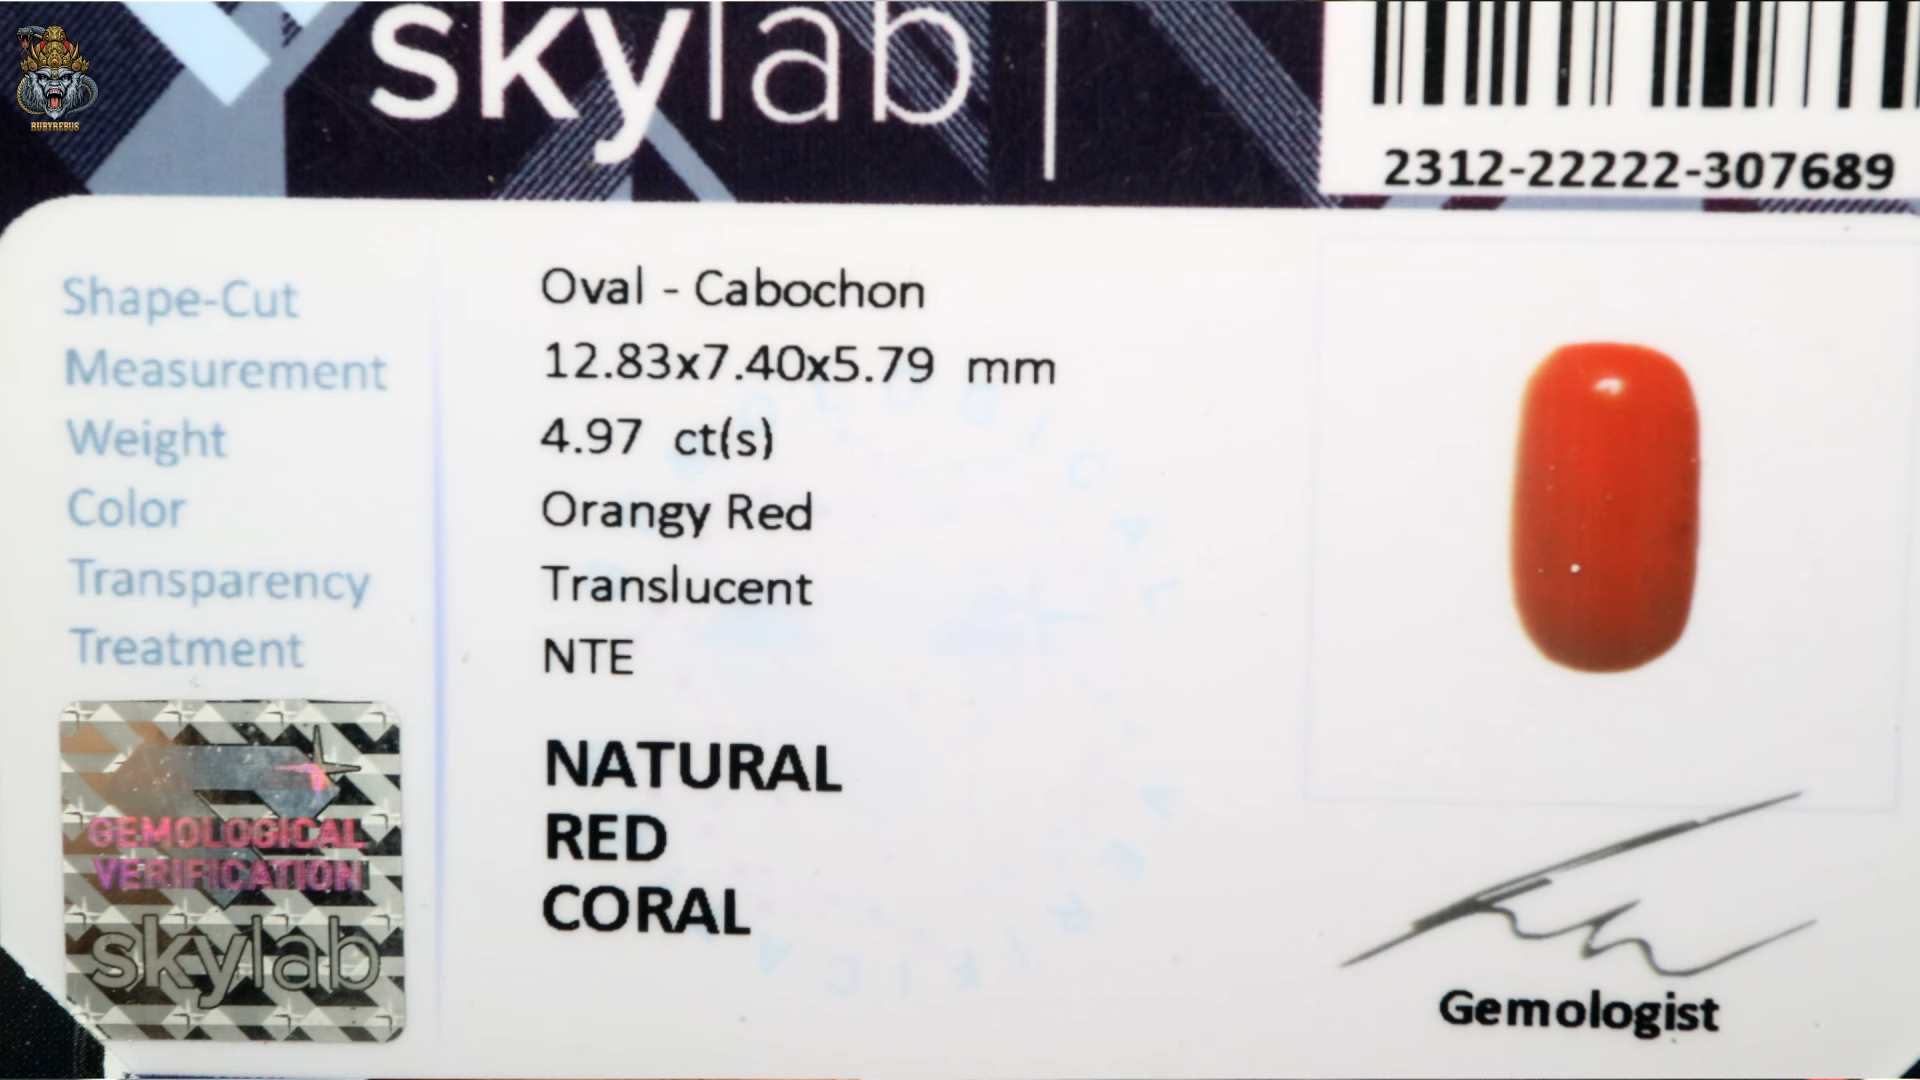 RUBYREBUS
skylab
2312-22222-307689
Shape-Cut Oval - Cabochon
Measurement 12.83x7.40x5.79 mm
Weight 4.97 ct(s)
Color Orangy Red
Transparency Translucent
Treatment NTE
NATURAL
RED
CORAL
GEMOLOGICAL
VERIFICATION
skylab
Gemologist